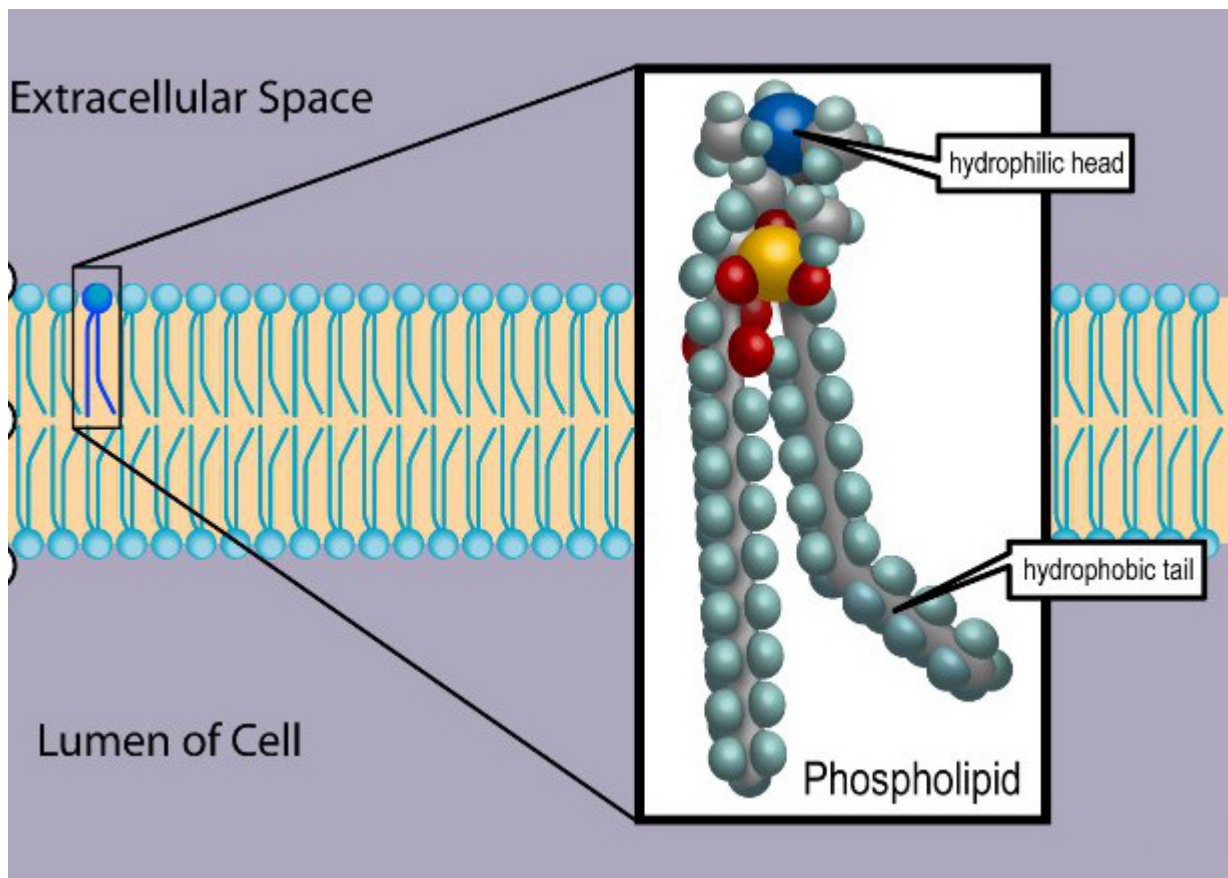 Extracellular Space
hydrophilic head
hydrophobic tail
Lumen of Cell
Phospholipid